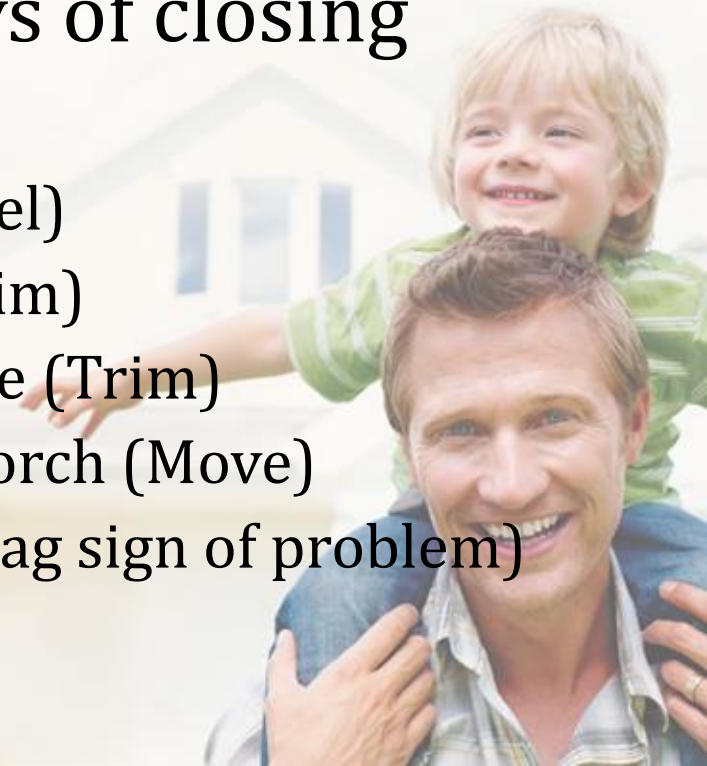 ys of closing
el)
im)
e (Trim)
orch (Move)
ag sign of problem)